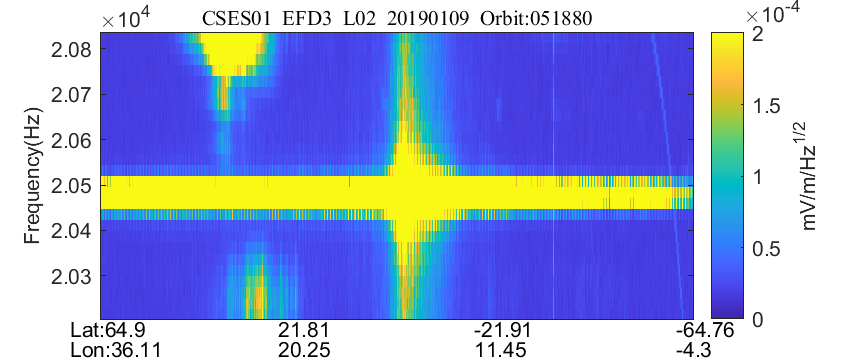 CSES01 EFD3 L02 20190109 Orbit:051880
×10⁴
×10⁻⁴
2.08
2.07
2.06
2.05
2.04
2.03
Frequency(Hz)
2
1.5
1
0.5
0
mV/m/Hz^1/2
Lat:64.9 21.81 -21.91 -64.76
Lon:36.11 20.25 11.45 -4.3